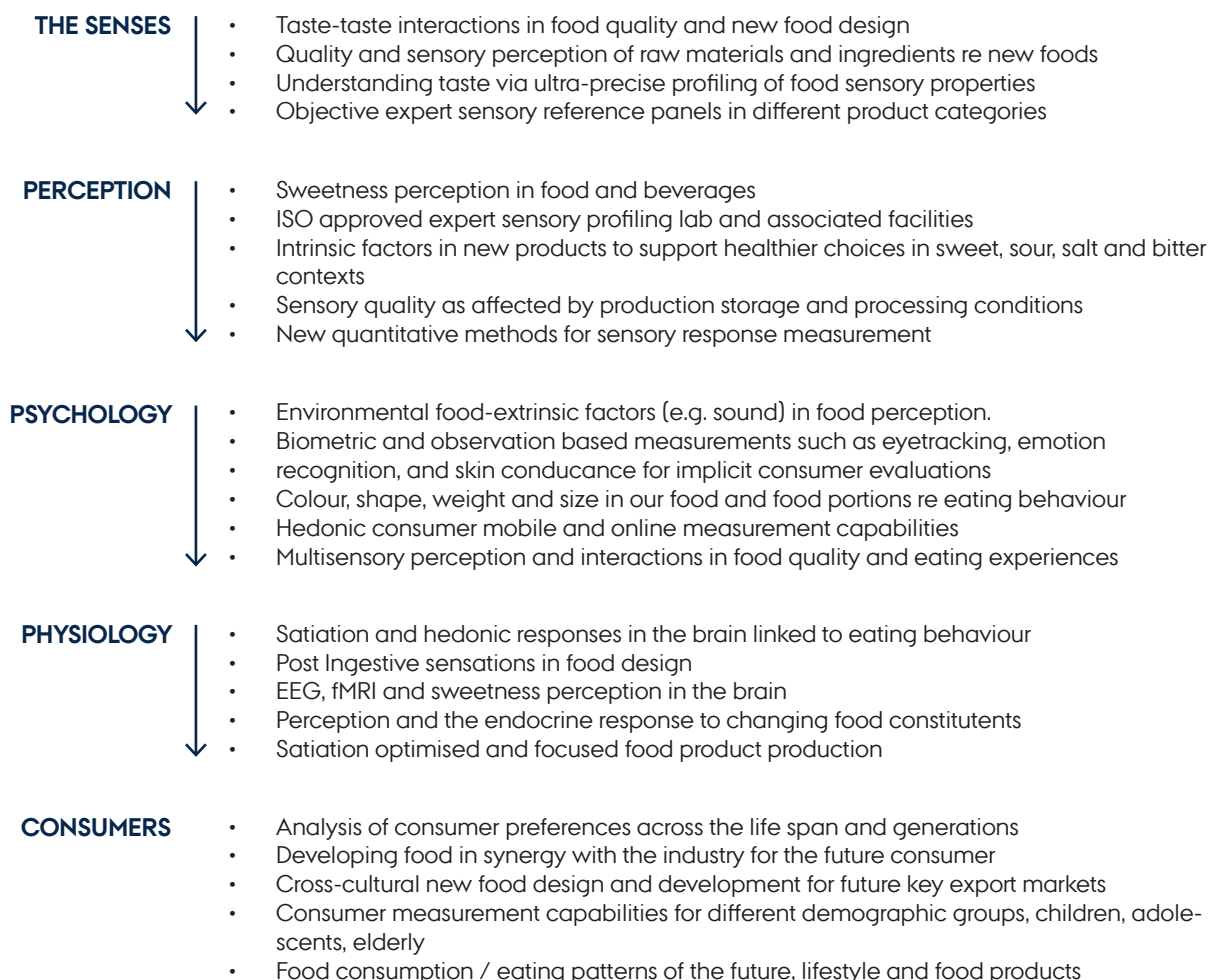 THE SENSES
• Taste-taste interactions in food quality and new food design
• Quality and sensory perception of raw materials and ingredients re new foods
• Understanding taste via ultra-precise profiling of food sensory properties
• Objective expert sensory reference panels in different product categories
PERCEPTION
• Sweetness perception in food and beverages
• ISO approved expert sensory profiling lab and associated facilities
• Intrinsic factors in new products to support healthier choices in sweet, sour, salt and bitter
contexts
• Sensory quality as affected by production storage and processing conditions
• New quantitative methods for sensory response measurement
PSYCHOLOGY
• Environmental food-extrinsic factors (e.g. sound) in food perception.
• Biometric and observation based measurements such as eyetracking, emotion
• recognition, and skin conducance for implicit consumer evaluations
• Colour, shape, weight and size in our food and food portions re eating behaviour
• Hedonic consumer mobile and online measurement capabilities
• Multisensory perception and interactions in food quality and eating experiences
PHYSIOLOGY
• Satiation and hedonic responses in the brain linked to eating behaviour
• Post Ingestive sensations in food design
• EEG, fMRI and sweetness perception in the brain
• Perception and the endocrine response to changing food constitutents
• Satiation optimised and focused food product production
CONSUMERS
• Analysis of consumer preferences across the life span and generations
• Developing food in synergy with the industry for the future consumer
• Cross-cultural new food design and development for future key export markets
• Consumer measurement capabilities for different demographic groups, children, adole-
scents, elderly
• Food consumption / eating patterns of the future, lifestyle and food products